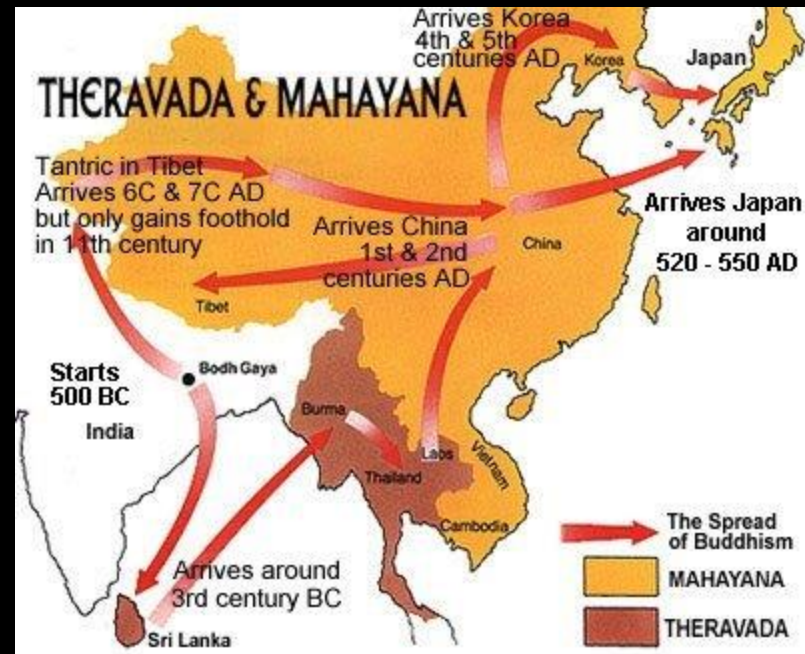 Arrives Korea
4th & 5th
centuries AD
Korea
Japan
THERAVADA & MAHAYANA
Tantric in Tibet
Arrives 6C & 7C AD
but only gains foothold
in 11th century
Arrives China
1st & 2nd
centuries AD
China
Arrives Japan
around
520 - 550 AD
Tibet
Starts
500 BC
Bodh Gaya
India
Burma
Laos
Thailand
Vietnam
Cambodia
Arrives around
3rd century BC
Sri Lanka
The Spread
of Buddhism
MAHAYANA
THERAVADA